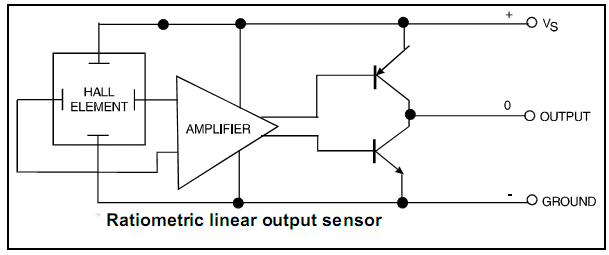 + VS
HALL
ELEMENT
AMPLIFIER
0 OUTPUT
- GROUND
Ratiometric linear output sensor